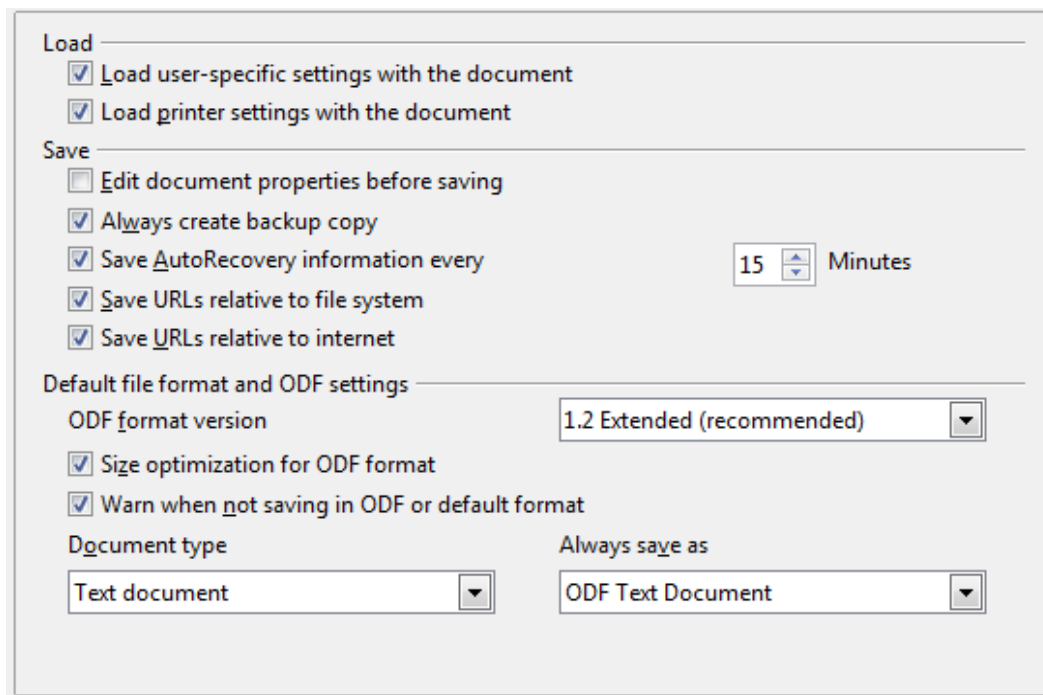 Load
Load user-specific settings with the document
Load printer settings with the document
Save
Edit document properties before saving
Always create backup copy
Save AutoRecovery information every 15 Minutes
Save URLs relative to file system
Save URLs relative to internet
Default file format and ODF settings
ODF format version 1.2 Extended (recommended)
Size optimization for ODF format
Warn when not saving in ODF or default format
Document type Always save as
Text document ODF Text Document